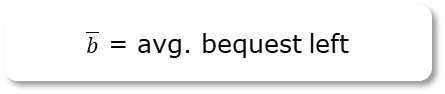 b̅ = avg. bequest left